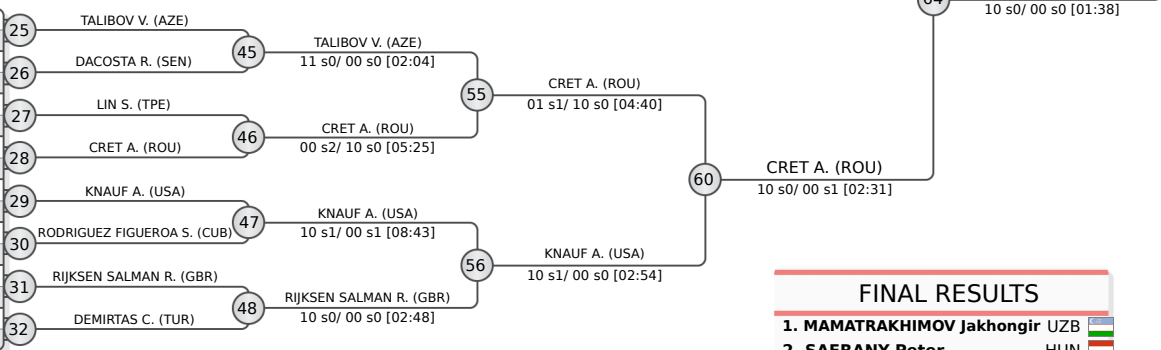 64
10 s0/ 00 s0 [01:38]
25
TALIBOV V. (AZE)
45
TALIBOV V. (AZE)
11 s0/ 00 s0 [02:04]
26
DACOSTA R. (SEN)
55
CRET A. (ROU)
01 s1/ 10 s0 [04:40]
27
LIN S. (TPE)
46
CRET A. (ROU)
00 s2/ 10 s0 [05:25]
28
CRET A. (ROU)
60
CRET A. (ROU)
10 s0/ 00 s1 [02:31]
29
KNAUF A. (USA)
47
KNAUF A. (USA)
10 s1/ 00 s1 [08:43]
30
RODRIGUEZ FIGUEROA S. (CUB)
56
KNAUF A. (USA)
10 s1/ 00 s0 [02:54]
31
RIJKSEN SALMAN R. (GBR)
48
RIJKSEN SALMAN R. (GBR)
10 s0/ 00 s0 [02:48]
32
DEMIRTAS C. (TUR)
FINAL RESULTS
1. MAMATRAKHIMOV Jakhongir UZB
2. SAFRANY Peter HUN